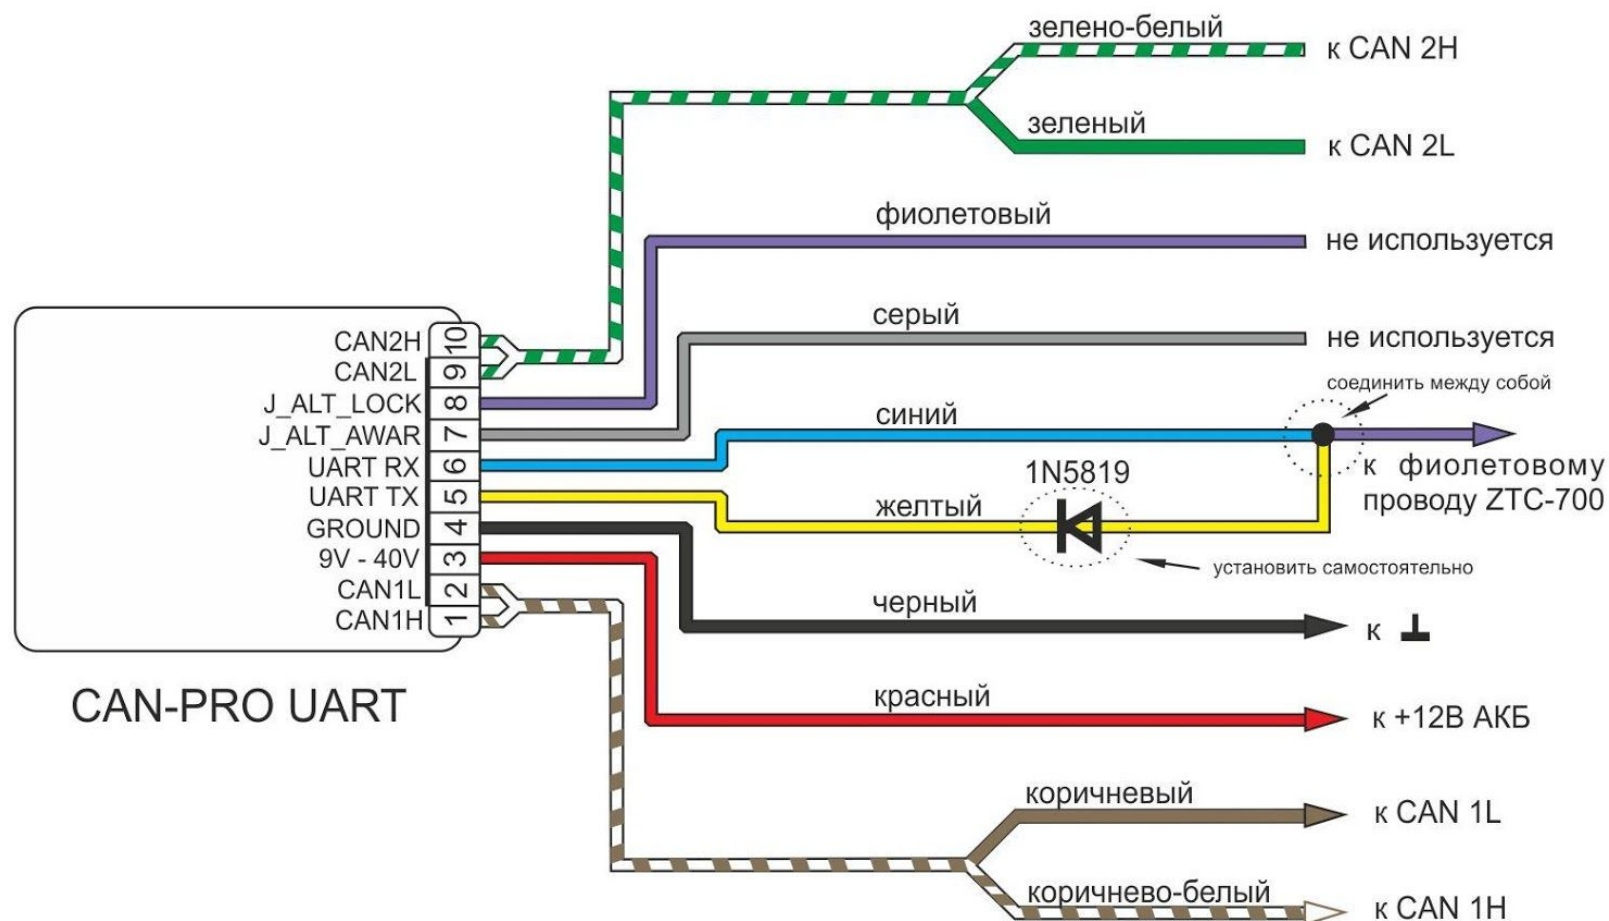 зелено-белый
к CAN 2H
зеленый
к CAN 2L
фиолетовый
не используется
серый
не используется
соединить между собой
синий
к фиолетовому
проводу ZTC-700
1N5819
желтый
установить самостоятельно
черный
к
красный
к +12В АКБ
коричневый
к CAN 1L
коричнево-белый
к CAN 1H
CAN2H 10
CAN2L 9
J_ALT_LOCK 8
J_ALT_AWAR 7
UART RX 6
UART TX 5
GROUND 4
9V - 40V 3
CAN1L 2
CAN1H 1
CAN-PRO UART